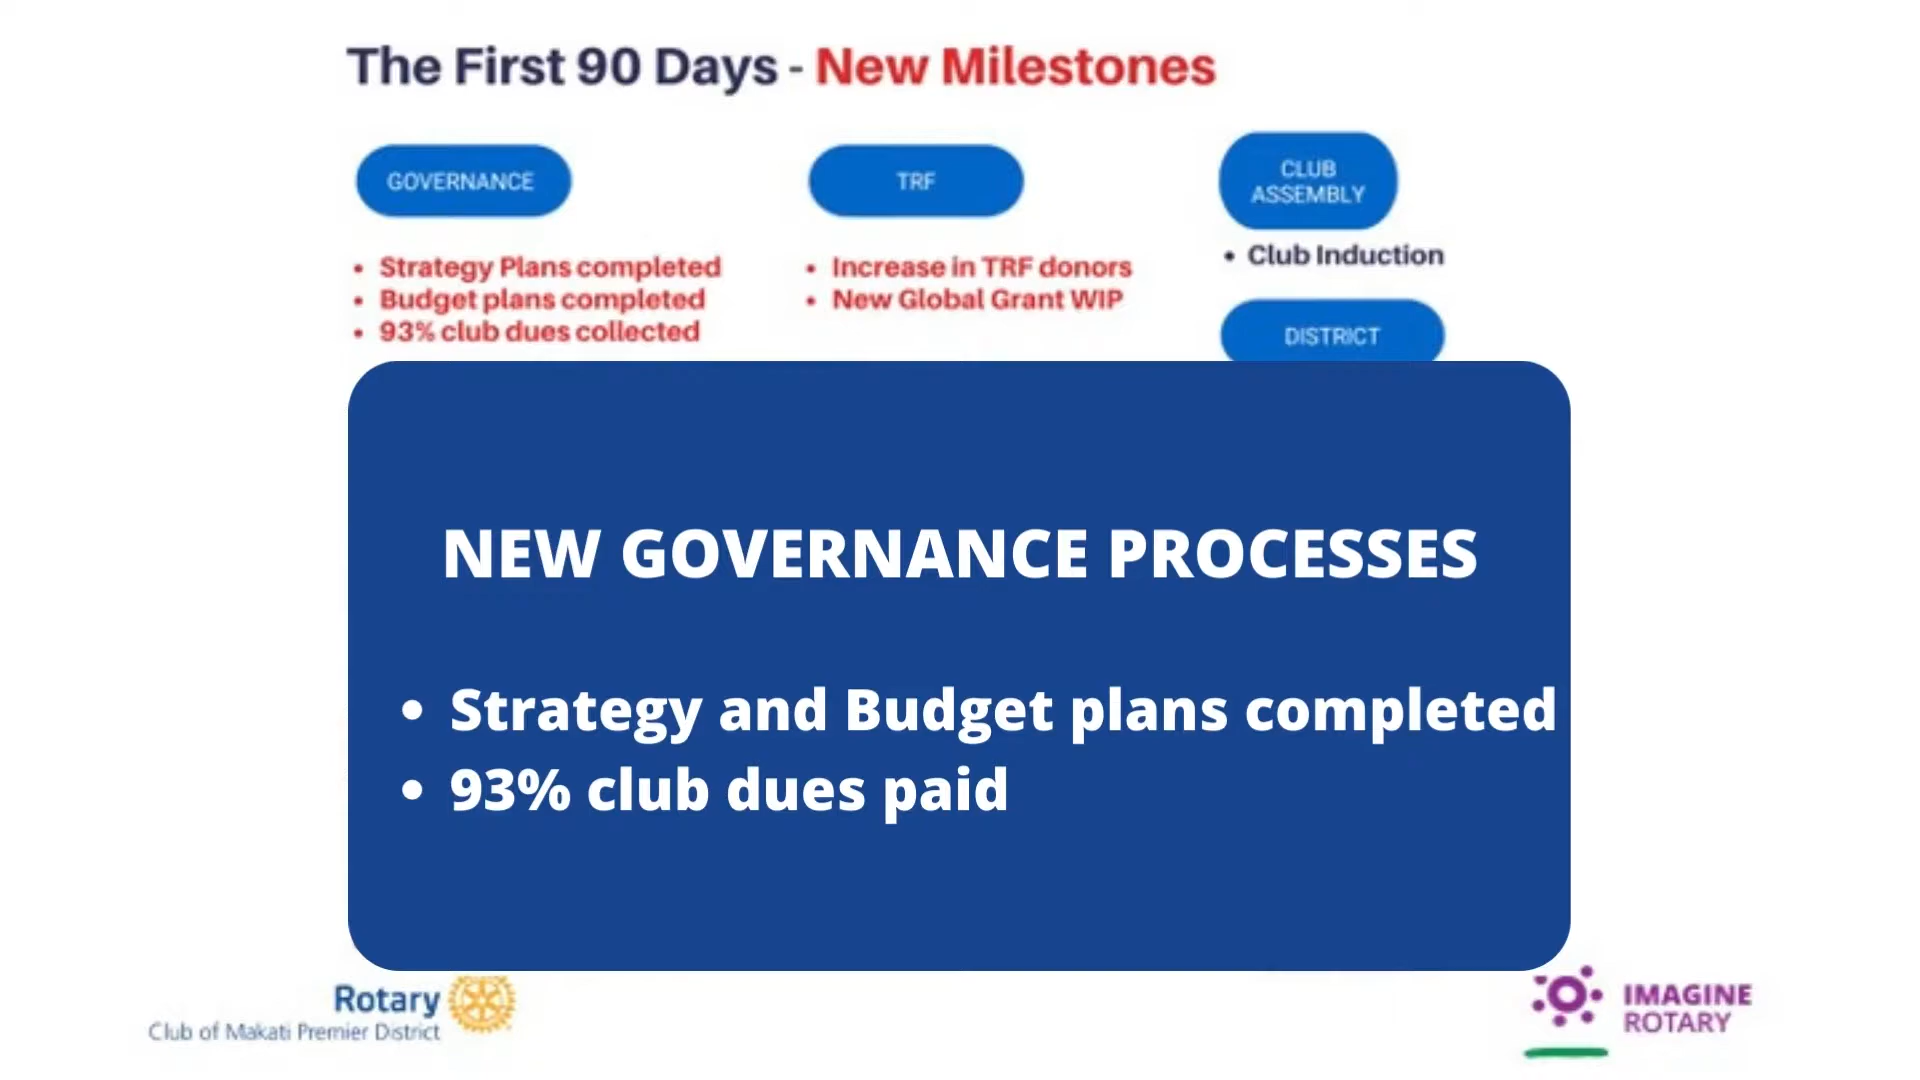 The First 90 Days - New Milestones
GOVERNANCE
• Strategy Plans completed
• Budget plans completed
• 93% club dues collected
TRF
• Increase in TRF donors
• New Global Grant WIP
CLUB
ASSEMBLY
• Club Induction
DISTRICT
NEW GOVERNANCE PROCESSES
• Strategy and Budget plans completed
• 93% club dues paid
Rotary
Club of Makati Premier District
IMAGINE
ROTARY